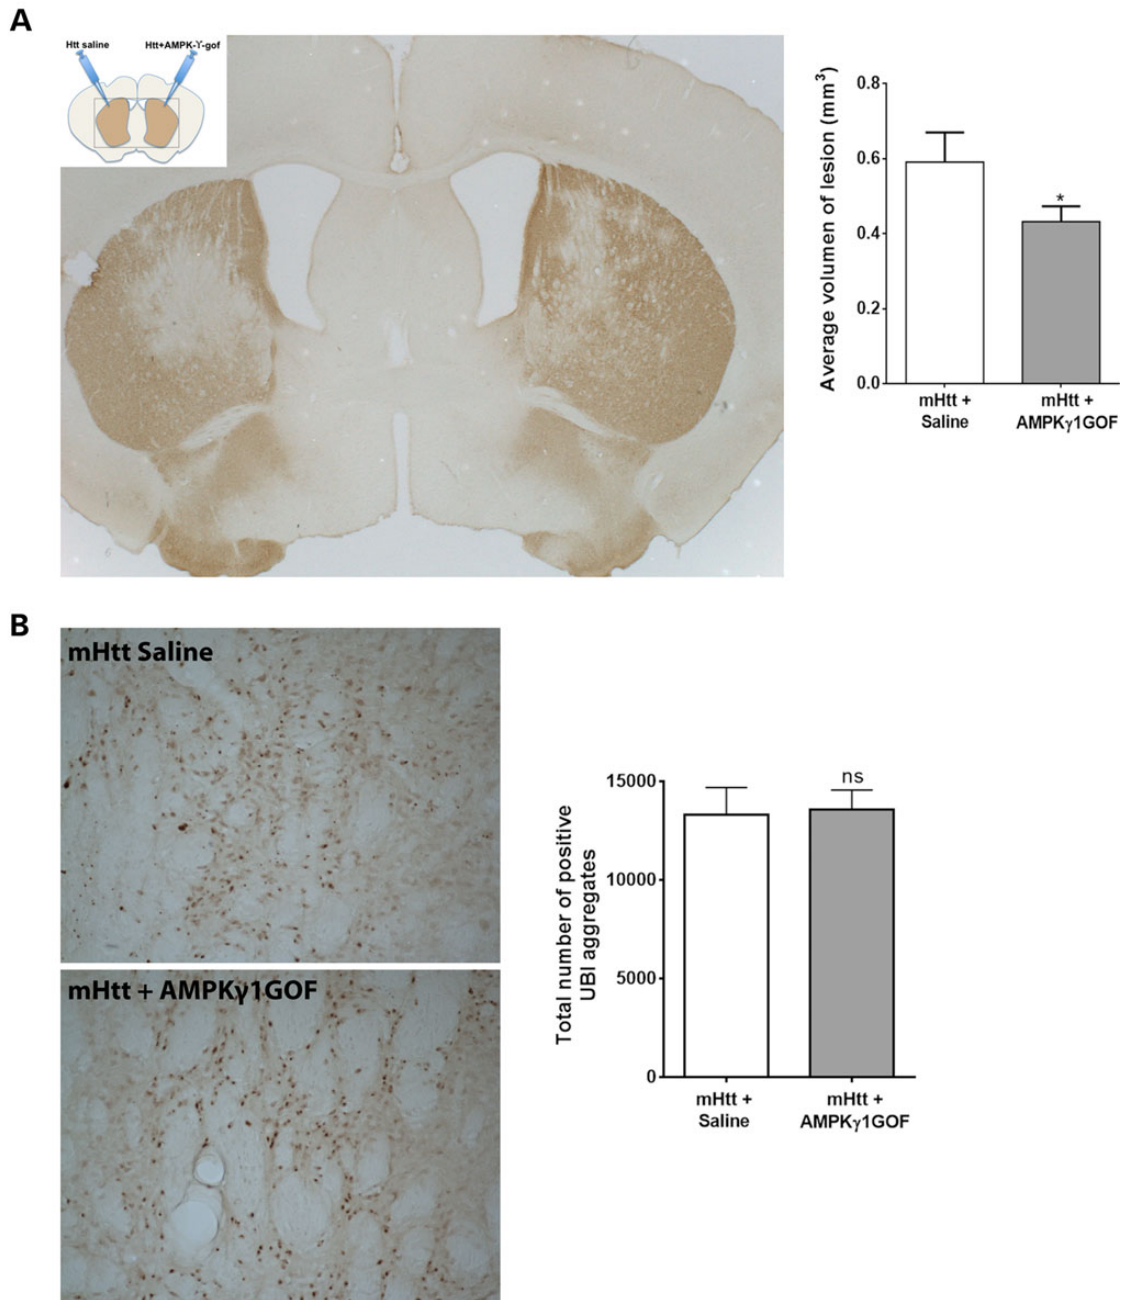 A
Htt saline
Htt+AMPK-ϒ-gof
Average volumen of lesion (mm³)
0.8
0.6
0.4
0.2
0.0
*
mHtt +
Saline
mHtt +
AMPKγ1GOF
B
mHtt Saline
mHtt + AMPKγ1GOF
Total number of positive
UBI aggregates
15000
10000
5000
0
ns
mHtt +
Saline
mHtt +
AMPKγ1GOF